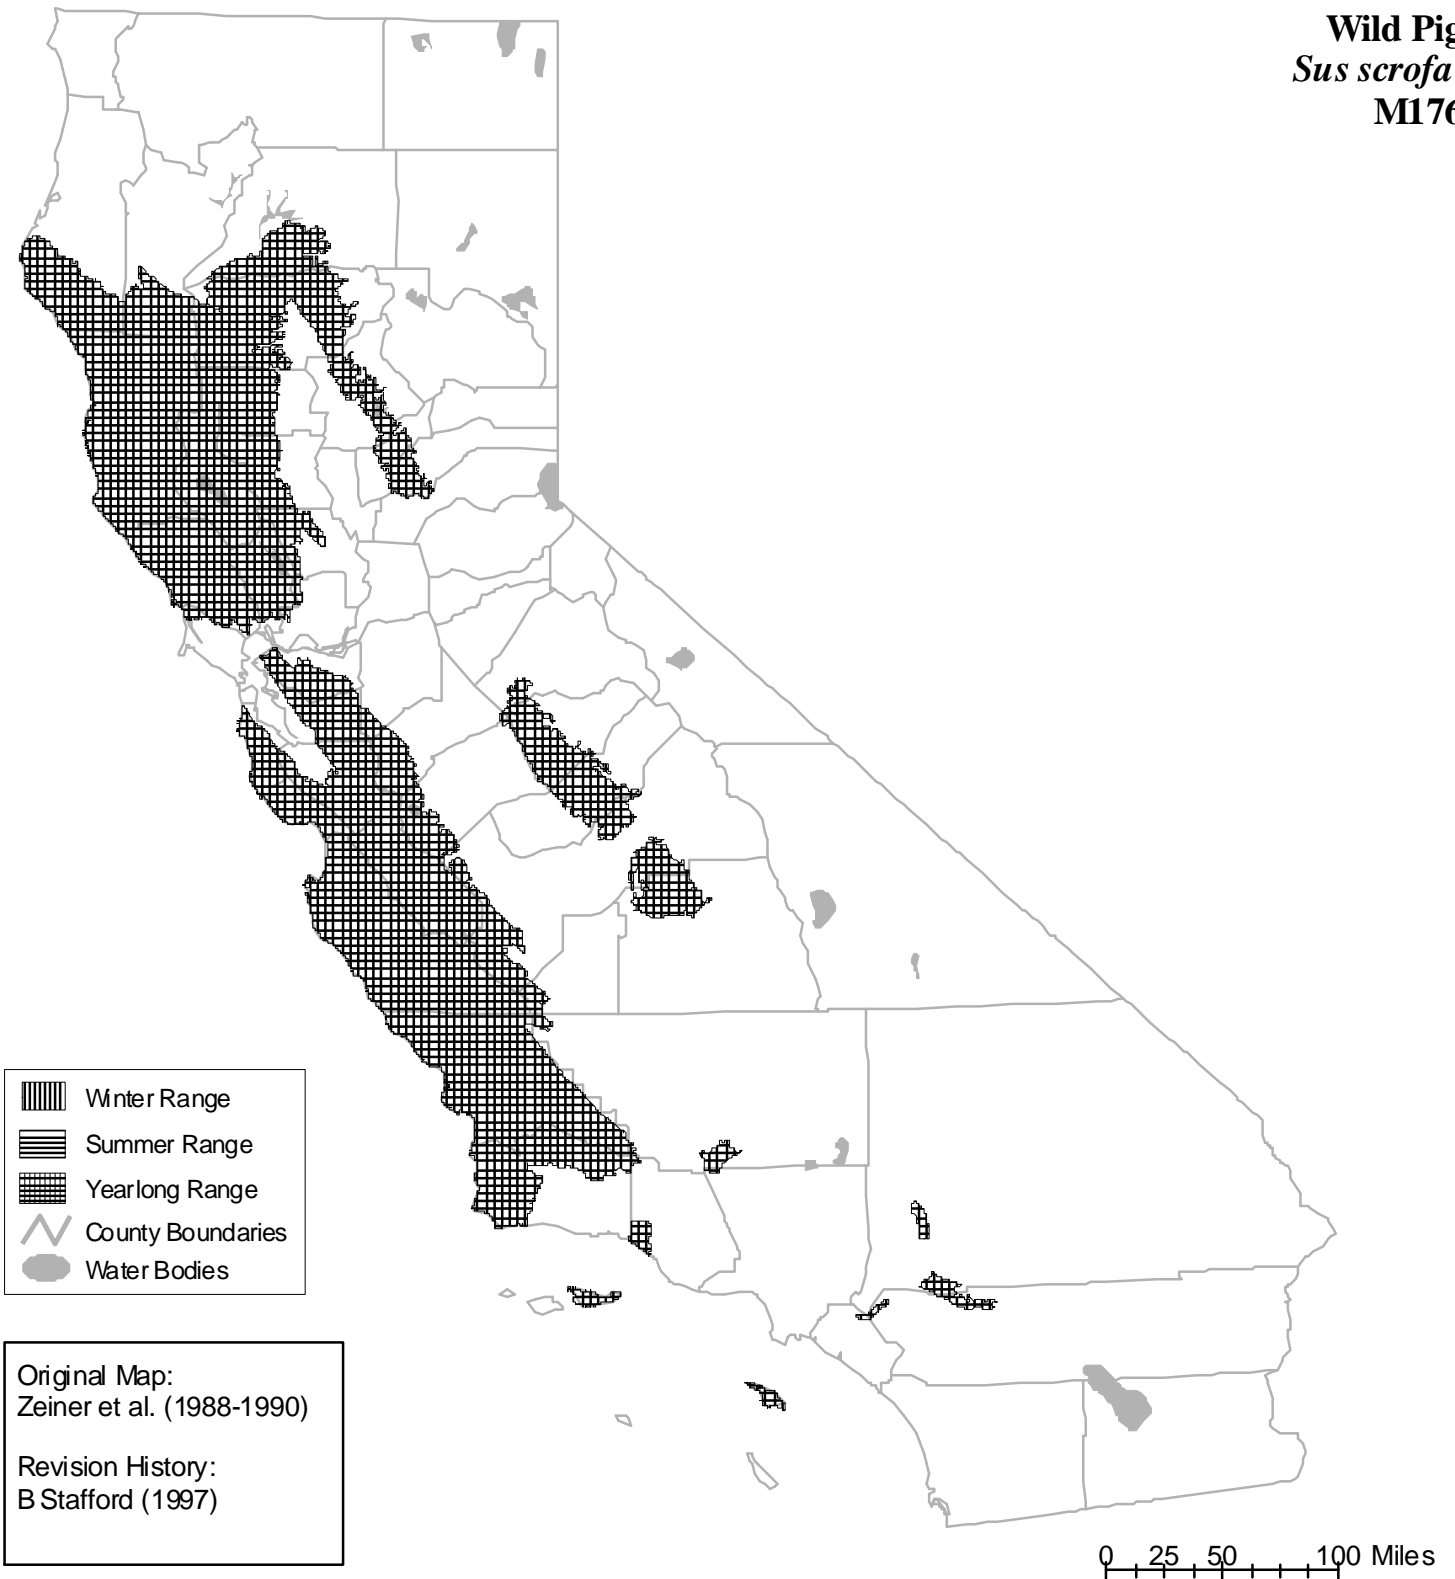 Wild Pig
Sus scrofa
M176
Winter Range
Summer Range
Yearlong Range
County Boundaries
Water Bodies
Original Map:
Zeiner et al. (1988-1990)
Revision History:
B Stafford (1997)
0 25 50 100 Miles